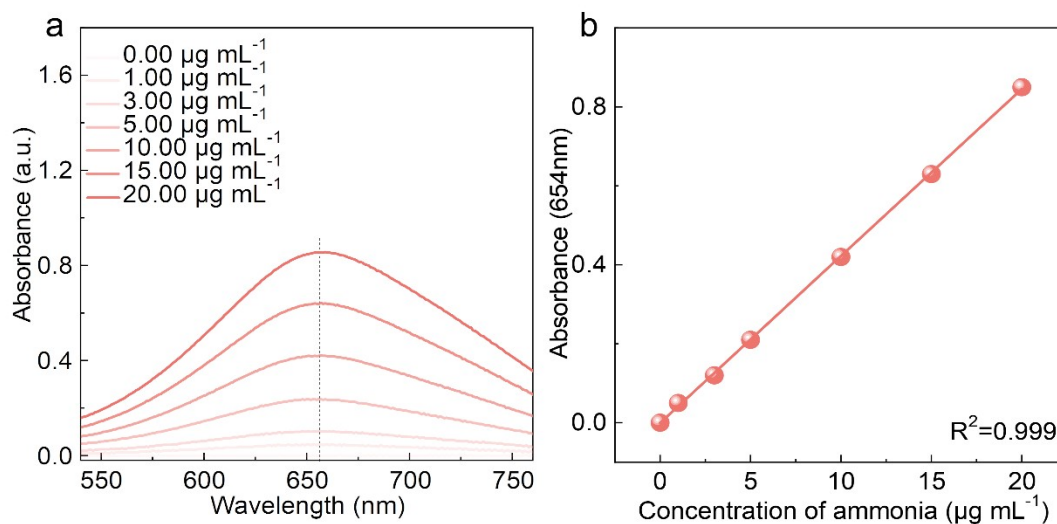 a
0.00 µg mL⁻¹
1.00 µg mL⁻¹
3.00 µg mL⁻¹
5.00 µg mL⁻¹
10.00 µg mL⁻¹
15.00 µg mL⁻¹
20.00 µg mL⁻¹
1.6
1.2
0.8
0.4
0.0
Absorbance (a.u.)
550 600 650 700 750
Wavelength (nm)
b
0.8
0.4
0.0
Absorbance (654nm)
R²=0.999
0 5 10 15 20
Concentration of ammonia (µg mL⁻¹)